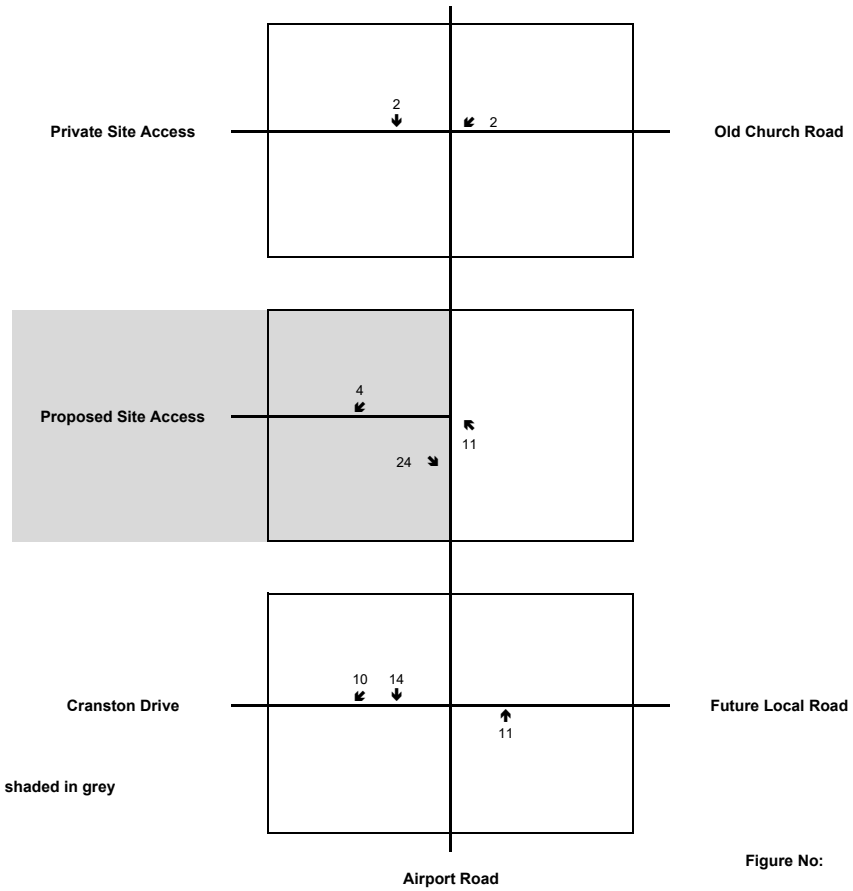 2
Private Site Access
2
Old Church Road
4
Proposed Site Access
11
24
10 14
Cranston Drive
Future Local Road
11
shaded in grey
Figure No:
Airport Road